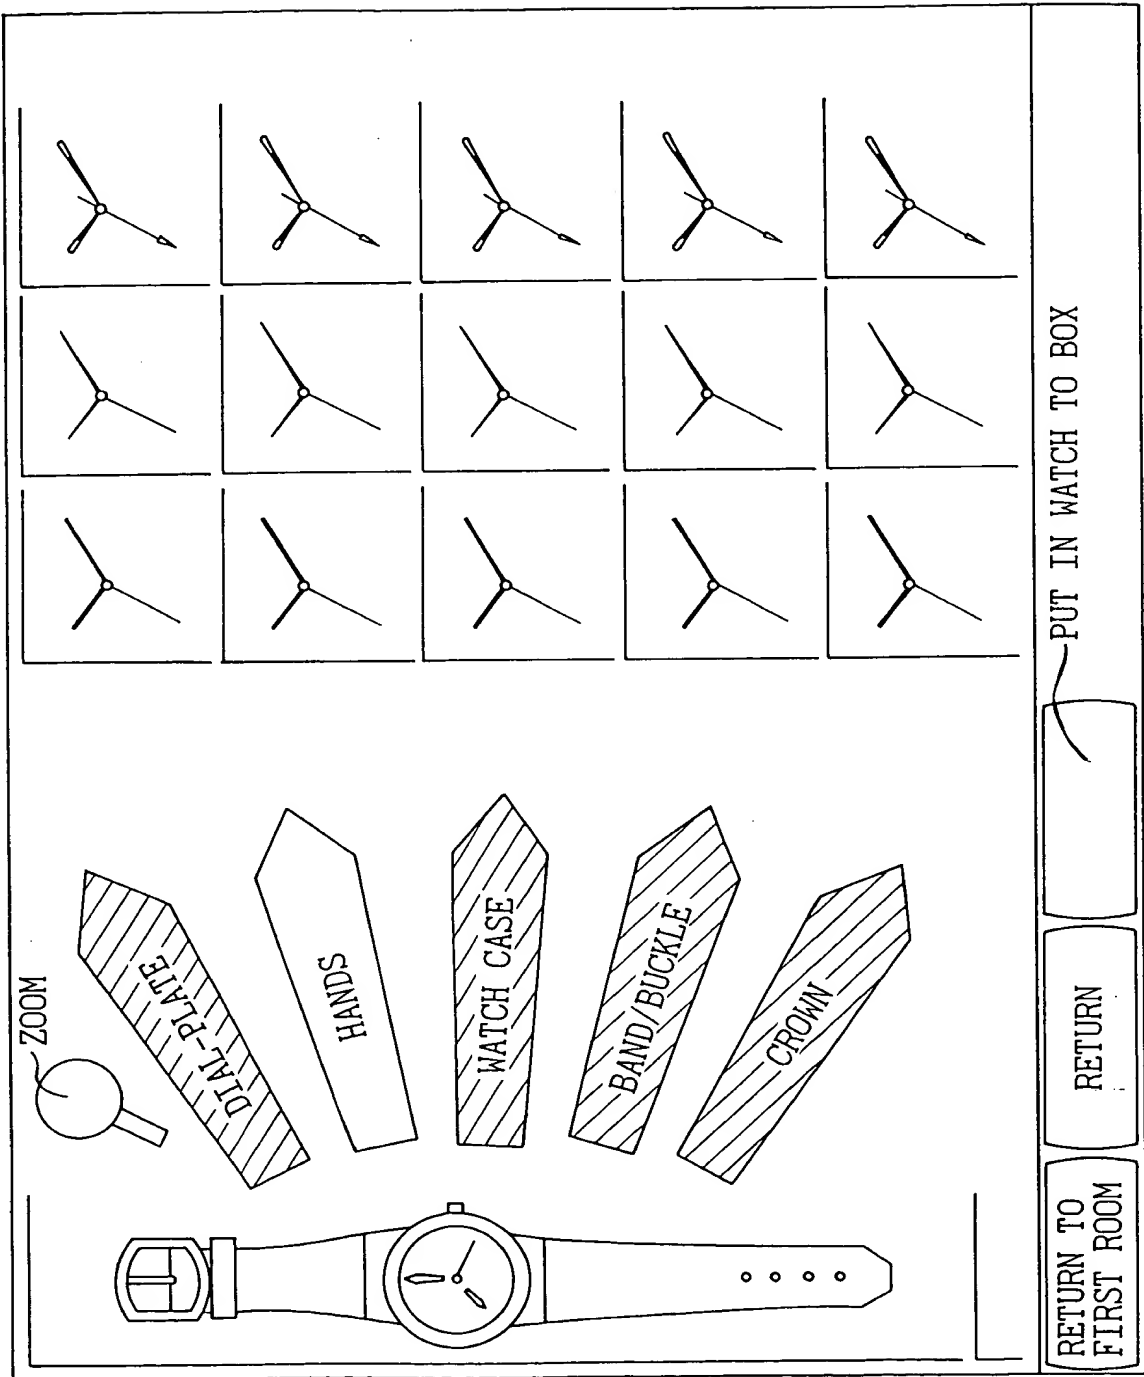 ZOOM
DIAL-PLATE
HANDS
WATCH CASE
BAND/BUCKLE
CROWN
RETURN TO
FIRST ROOM
RETURN
PUT IN WATCH TO BOX